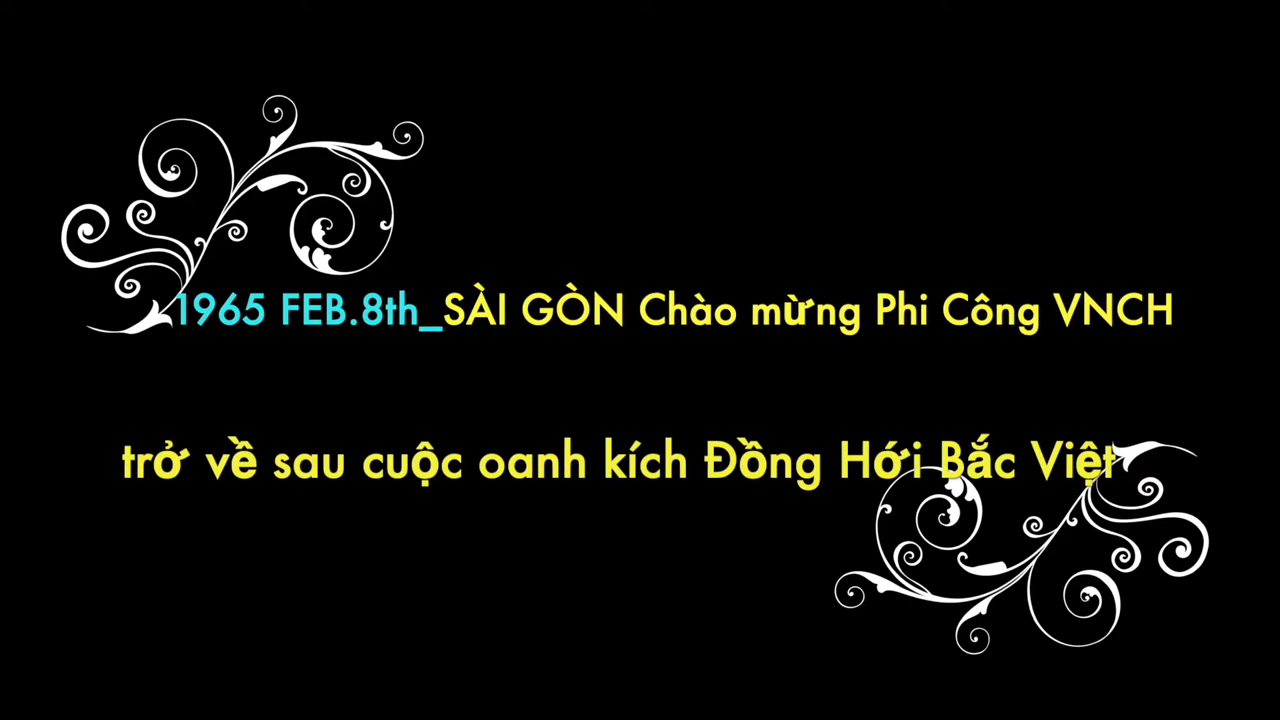 1965 FEB.8th_SÀI GÒN Chào mừng Phi Công VNCH
trở về sau cuộc oanh kích Đồng Hới Bắc Việt